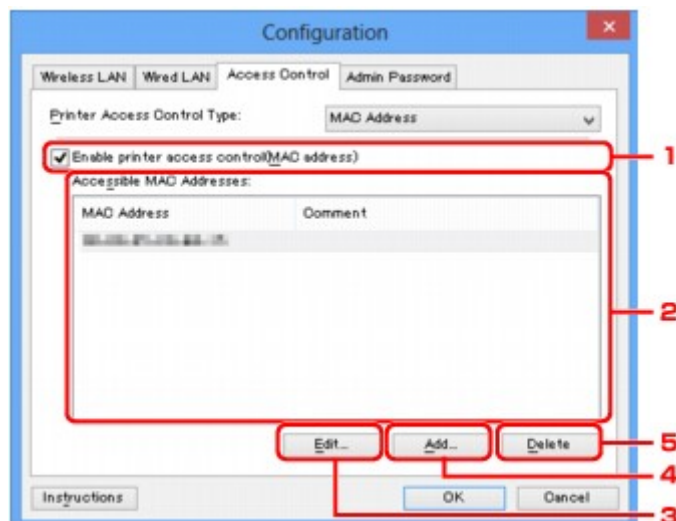 Configuration
Wireless LAN Wired LAN Access Control Admin Password
Printer Access Control Type: MAC Address
Enable printer access control(MAC address) 1
Accessible MAC Addresses:
MAC Address Comment
2
Edit... Add... Delete 5
4
Instructions OK Cancel
3